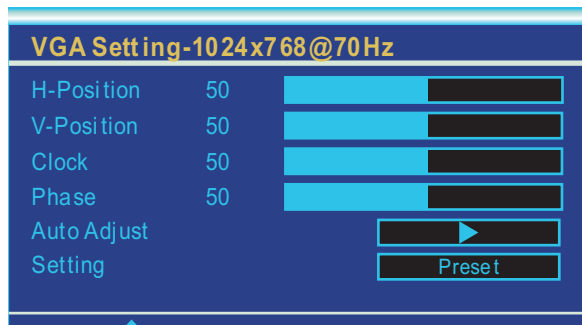 VGA Setting-1024x768@70Hz
H-Position 50
V-Position 50
Clock 50
Phase 50
Auto Adjust
Setting Preset